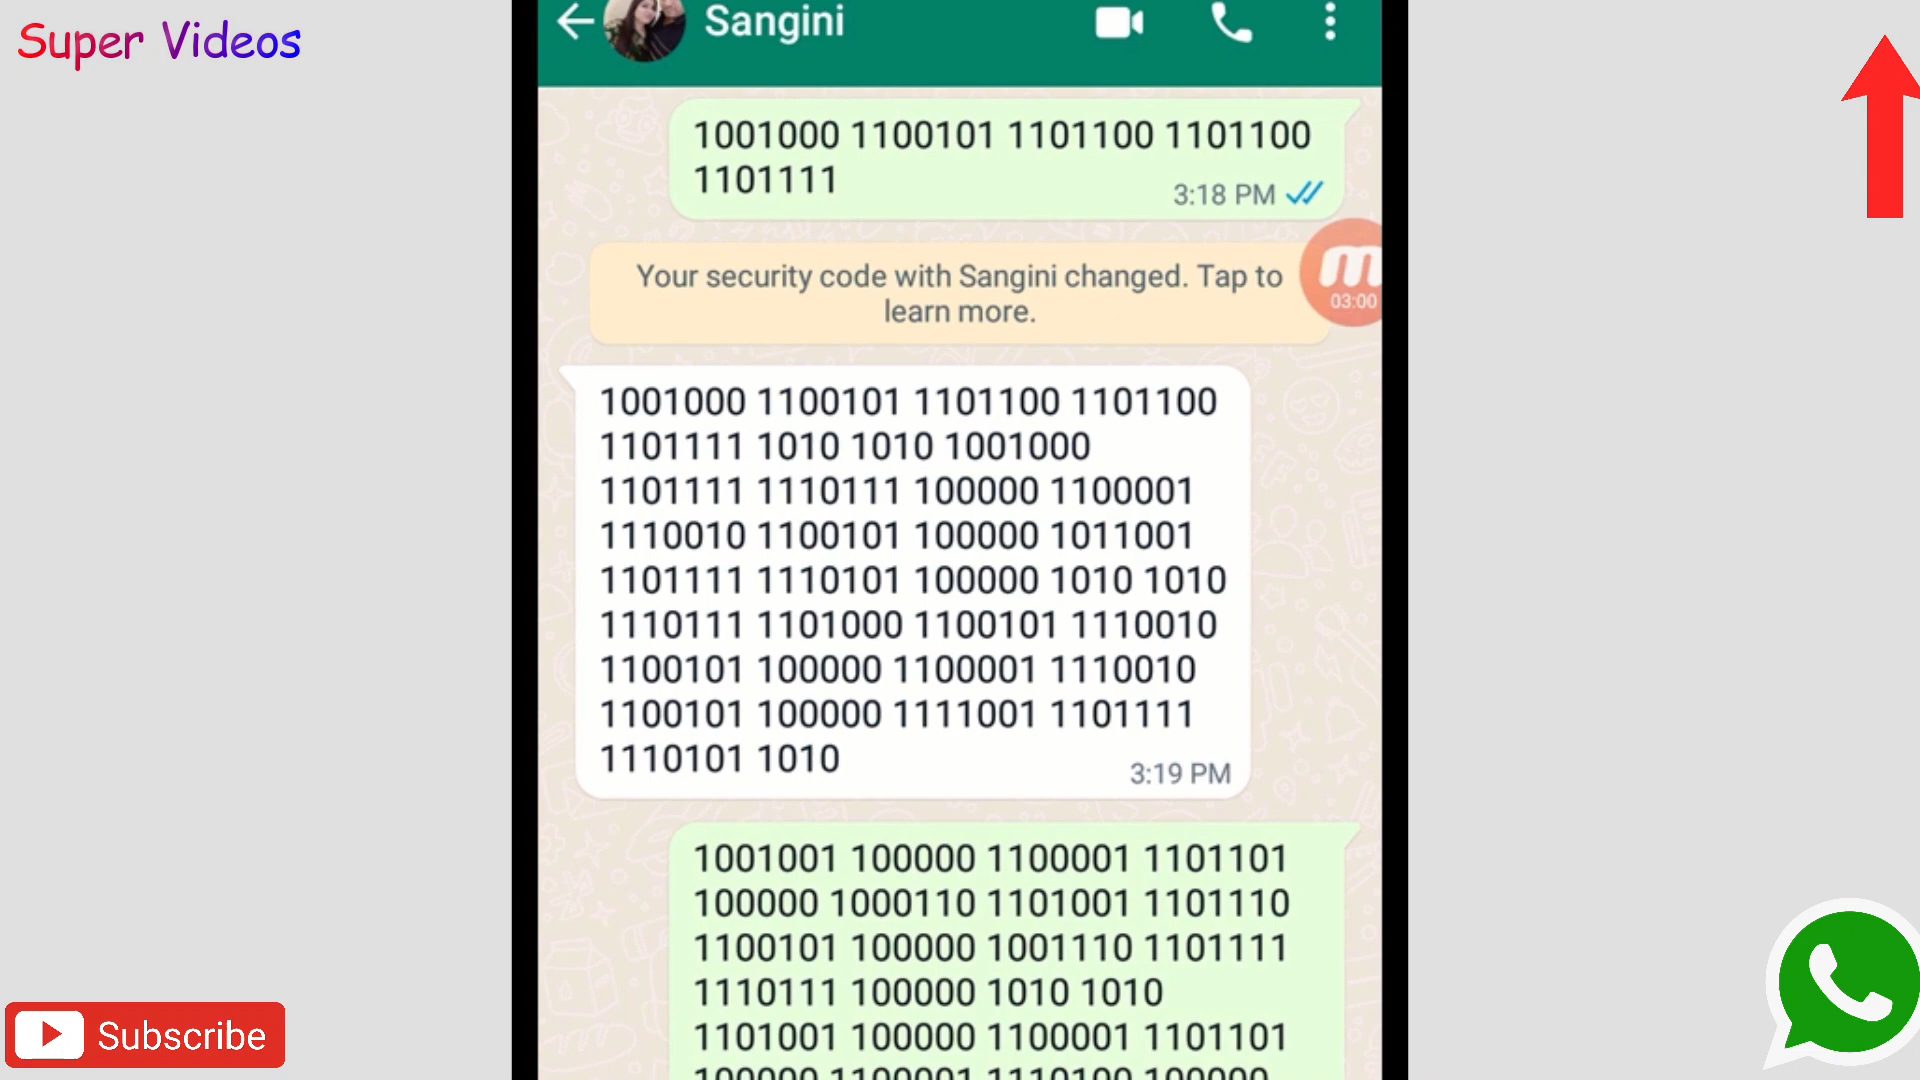 Super Videos
Sangini
1001000 1100101 1101100 1101100
1101111
3:18 PM
Your security code with Sangini changed. Tap to
learn more.
03:00
1001000 1100101 1101100 1101100
1101111 1010 1010 1001000
1101111 1110111 100000 1100001
1110010 1100101 100000 1011001
1101111 1110101 100000 1010 1010
1110111 1101000 1100101 1110010
1100101 100000 1100001 1110010
1100101 100000 1111001 1101111
1110101 1010
3:19 PM
1001001 100000 1100001 1101101
100000 1000110 1101001 1101110
1100101 100000 1001110 1101111
1110111 100000 1010 1010
1101001 100000 1100001 1101101
100000 1100001 1110100 100000
Subscribe